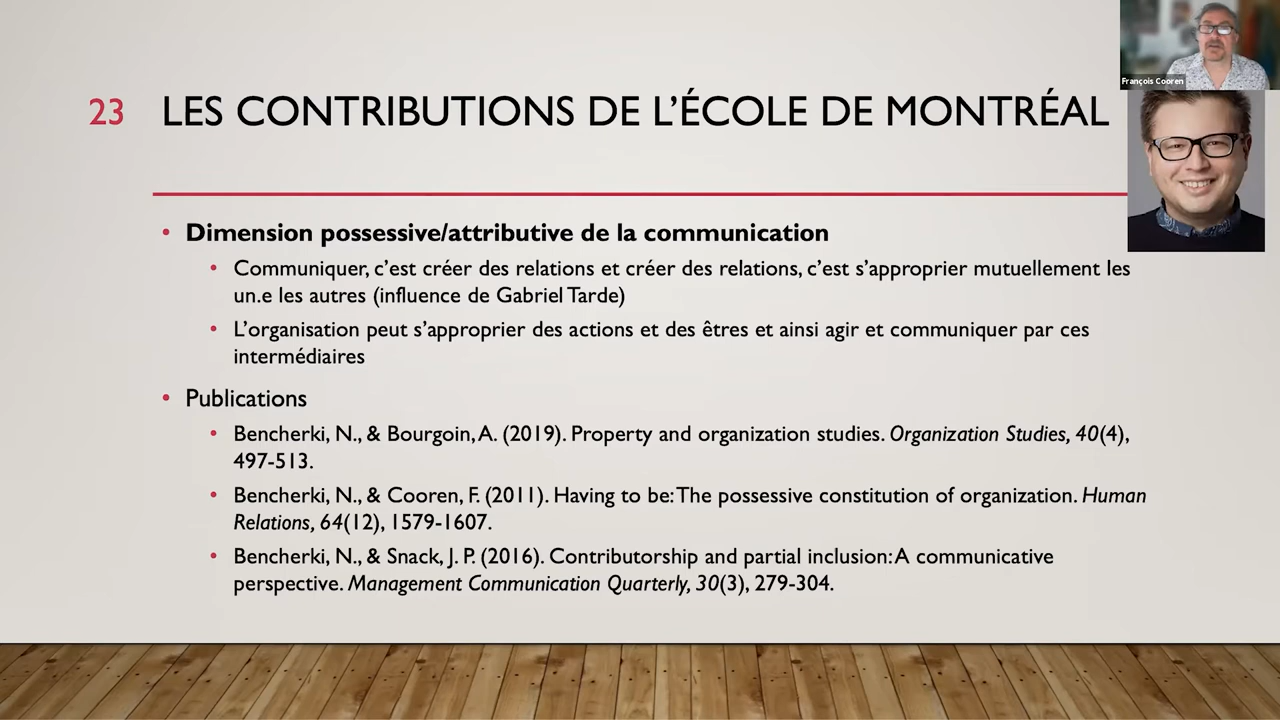 François Cooren
23 LES CONTRIBUTIONS DE L'ÉCOLE DE MONTRÉAL
• Dimension possessive/attributive de la communication
• Communiquer, c'est créer des relations et créer des relations, c'est s'approprier mutuellement les
un.e les autres (influence de Gabriel Tarde)
• L'organisation peut s'approprier des actions et des êtres et ainsi agir et communiquer par ces
intermédiaires
• Publications
• Bencherki, N., & Bourgoin, A. (2019). Property and organization studies. Organization Studies, 40(4),
497-513.
• Bencherki, N., & Cooren, F. (2011). Having to be: The possessive constitution of organization. Human
Relations, 64(12), 1579-1607.
• Bencherki, N., & Snack, J. P. (2016). Contributorship and partial inclusion: A communicative
perspective. Management Communication Quarterly, 30(3), 279-304.